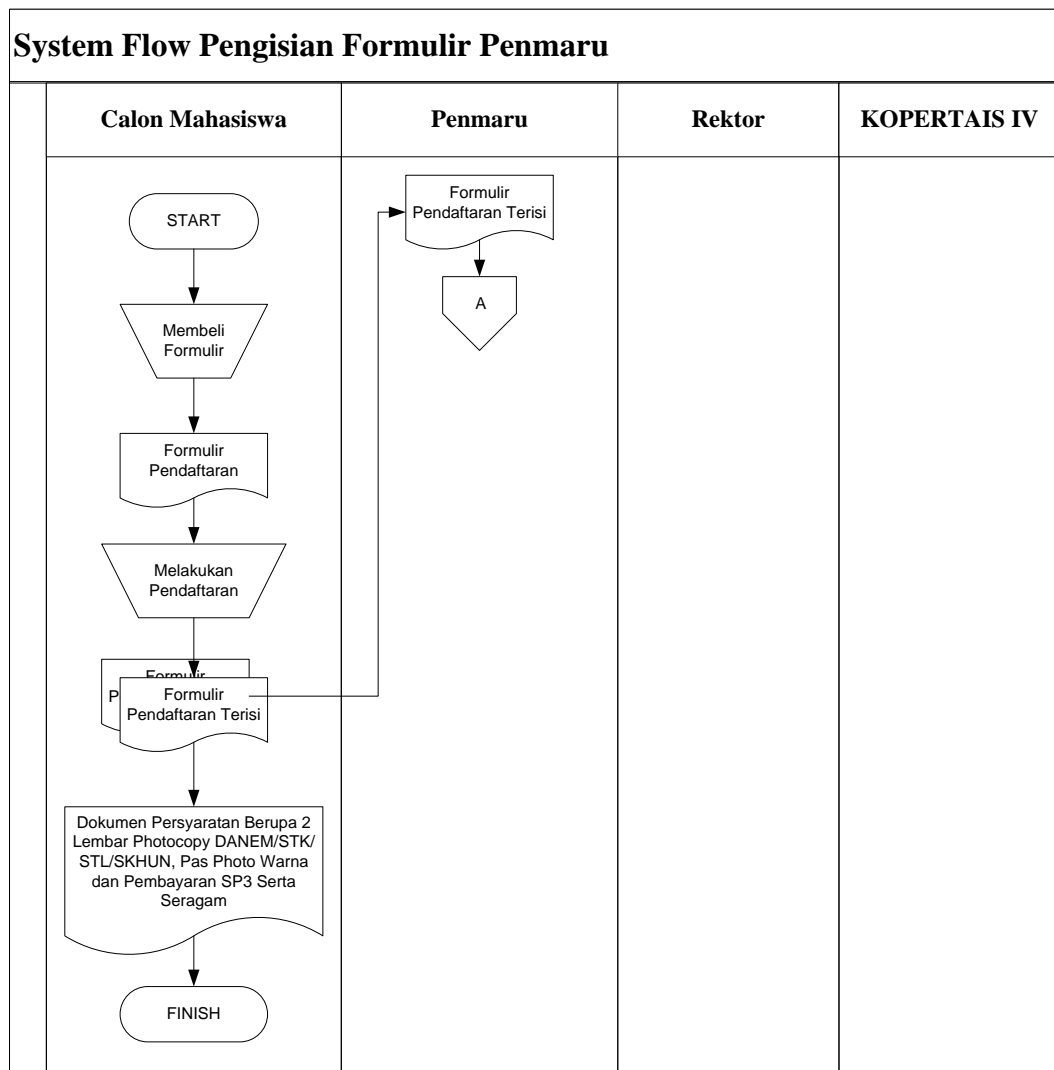 System Flow Pengisian Formulir Penmaru
Calon Mahasiswa
Penmaru
Rektor
KOPERTAIS IV
START
Membeli
Formulir
Formulir
Pendaftaran
Melakukan
Pendaftaran
Formulir
P
Formulir
Pendaftaran Terisi
Dokumen Persyaratan Berupa 2
Lembar Photocopy DANEM/STK/
STL/SKHUN, Pas Photo Warna
dan Pembayaran SP3 Serta
Seragam
FINISH
Formulir
Pendaftaran Terisi
A